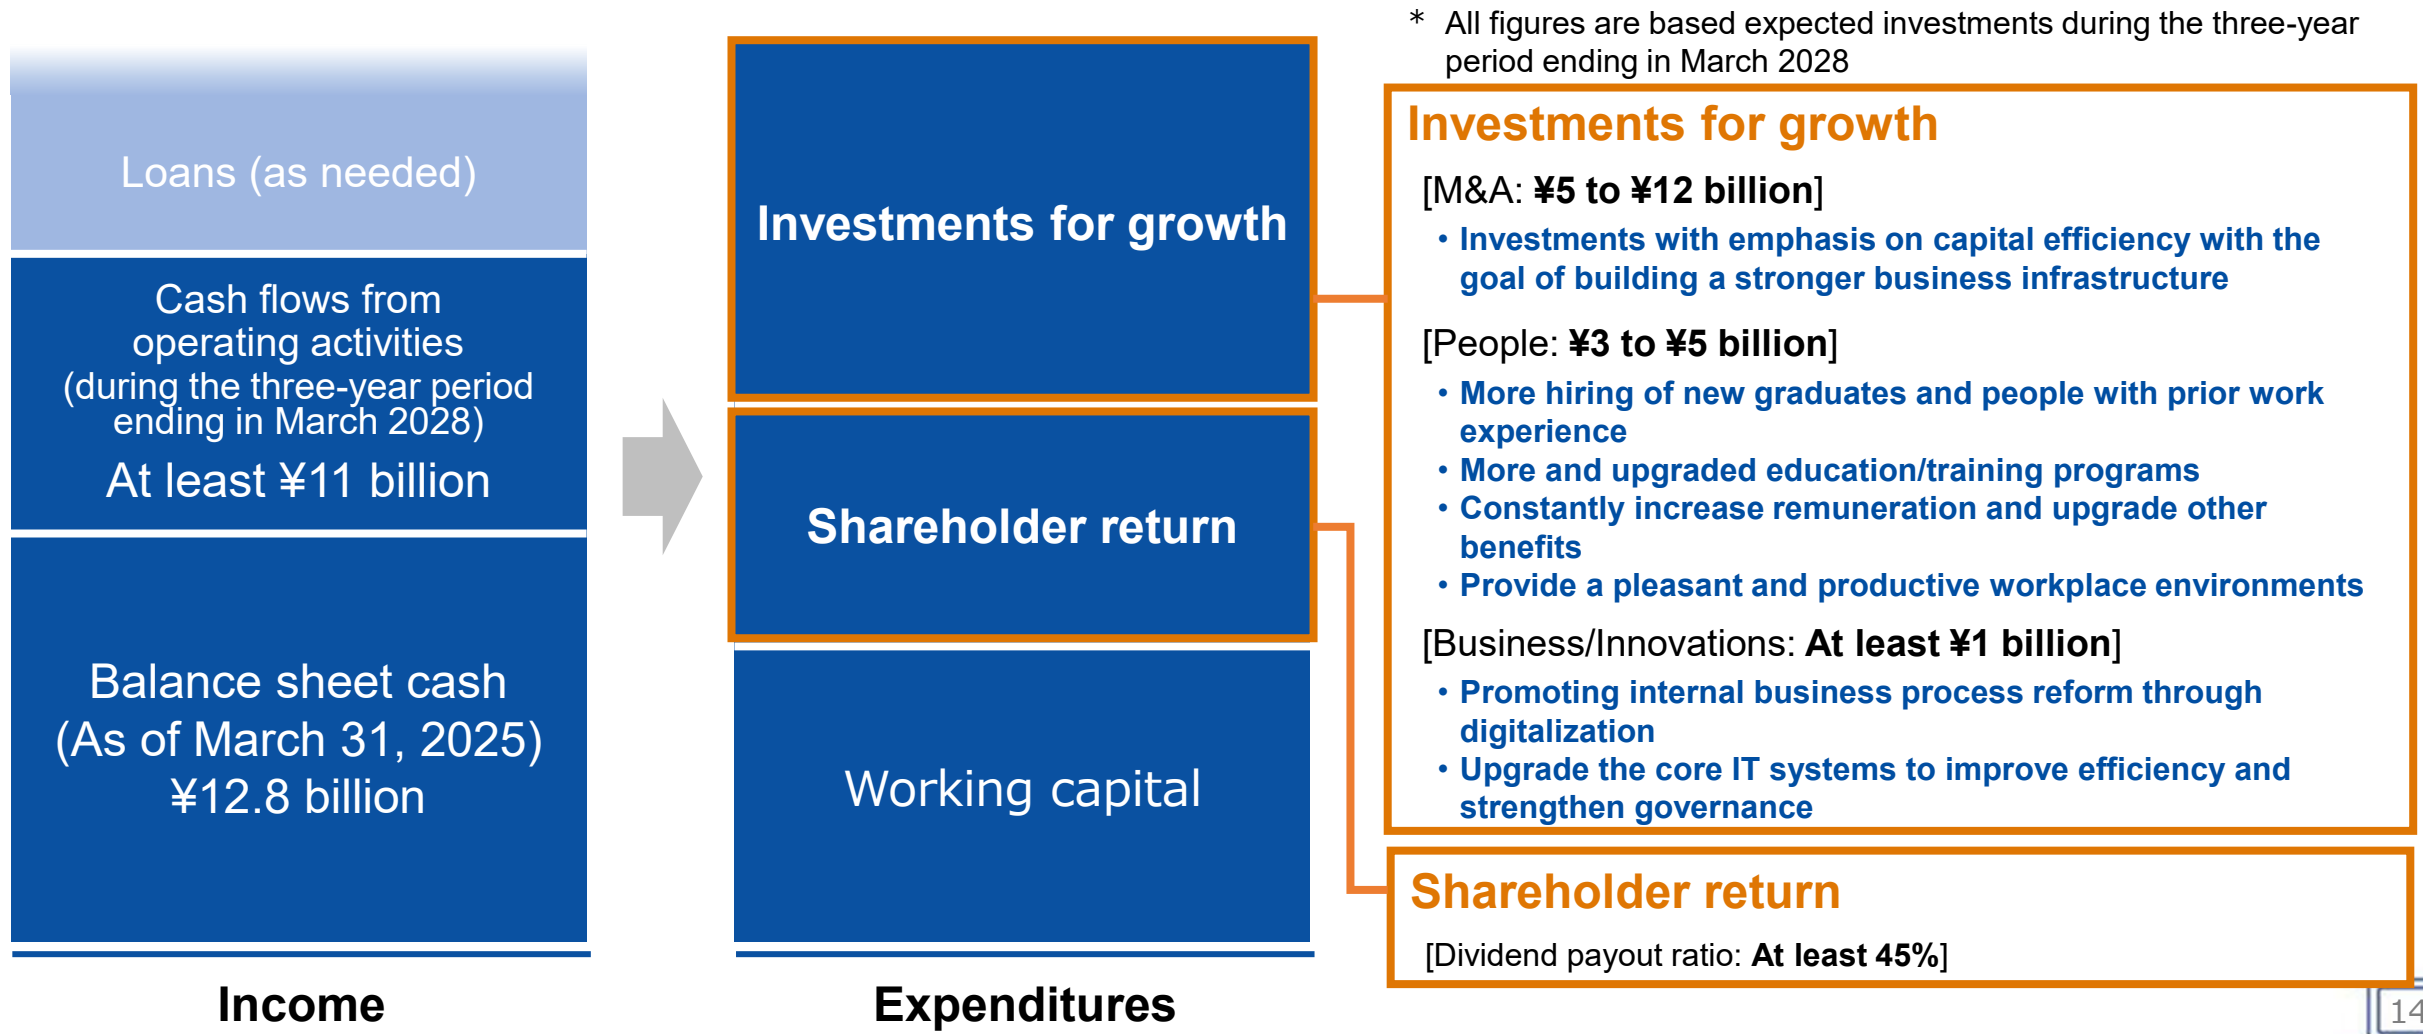 * All figures are based expected investments during the three-year
period ending in March 2028
Loans (as needed)
Cash flows from
operating activities
(during the three-year period
ending in March 2028)
At least ¥11 billion
Balance sheet cash
(As of March 31, 2025)
¥12.8 billion
Income
Investments for growth
Shareholder return
Working capital
Expenditures
Investments for growth
[M&A: ¥5 to ¥12 billion]
• Investments with emphasis on capital efficiency with the
goal of building a stronger business infrastructure
[People: ¥3 to ¥5 billion]
• More hiring of new graduates and people with prior work
experience
• More and upgraded education/training programs
• Constantly increase remuneration and upgrade other
benefits
• Provide a pleasant and productive workplace environments
[Business/Innovations: At least ¥1 billion]
• Promoting internal business process reform through
digitalization
• Upgrade the core IT systems to improve efficiency and
strengthen governance
Shareholder return
[Dividend payout ratio: At least 45%]
14